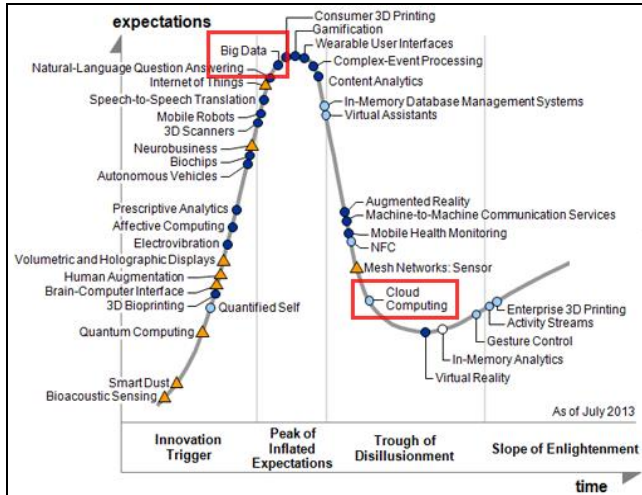 expectations
Consumer 3D Printing
Gamification
Wearable User Interfaces
Big Data
Complex-Event Processing
Natural-Language Question Answering
Content Analytics
Internet of Things
Speech-to-Speech Translation
In-Memory Database Management Systems
Mobile Robots
Virtual Assistants
3D Scanners
Neurobusiness
Biochips
Autonomous Vehicles
Augmented Reality
Prescriptive Analytics
Machine-to-Machine Communication Services
Affective Computing
Mobile Health Monitoring
Electrovibration
NFC
Volumetric and Holographic Displays
Mesh Networks: Sensor
Human Augmentation
Brain-Computer Interface
Cloud
Computing
3D Bioprinting
Quantified Self
Enterprise 3D Printing
Activity Streams
Quantum Computing
Gesture Control
In-Memory Analytics
Virtual Reality
Smart Dust
Bioacoustic Sensing
As of July 2013
Innovation
Trigger
Peak of
Inflated
Expectations
Trough of
Disillusionment
Slope of Enlightenment
time